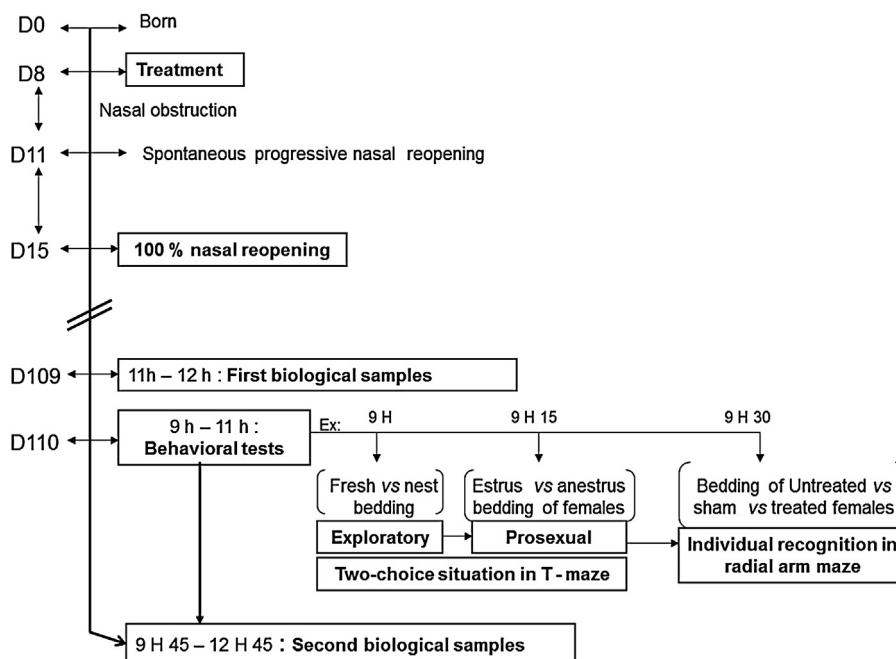 D0 Born
D8 Treatment
Nasal obstruction
D11 Spontaneous progressive nasal reopening
D15 100 % nasal reopening
D109 11h – 12 h : First biological samples
D110 9 h – 11 h :
Behavioral tests
Ex: 9 H 9 H 15 9 H 30
Fresh vs nest
bedding
Estrus vs anestrus
bedding of females
Bedding of Untreated vs
sham vs treated females
Exploratory
Prosexual
Individual recognition in
radial arm maze
Two-choice situation in T - maze
9 H 45 – 12 H 45 : Second biological samples